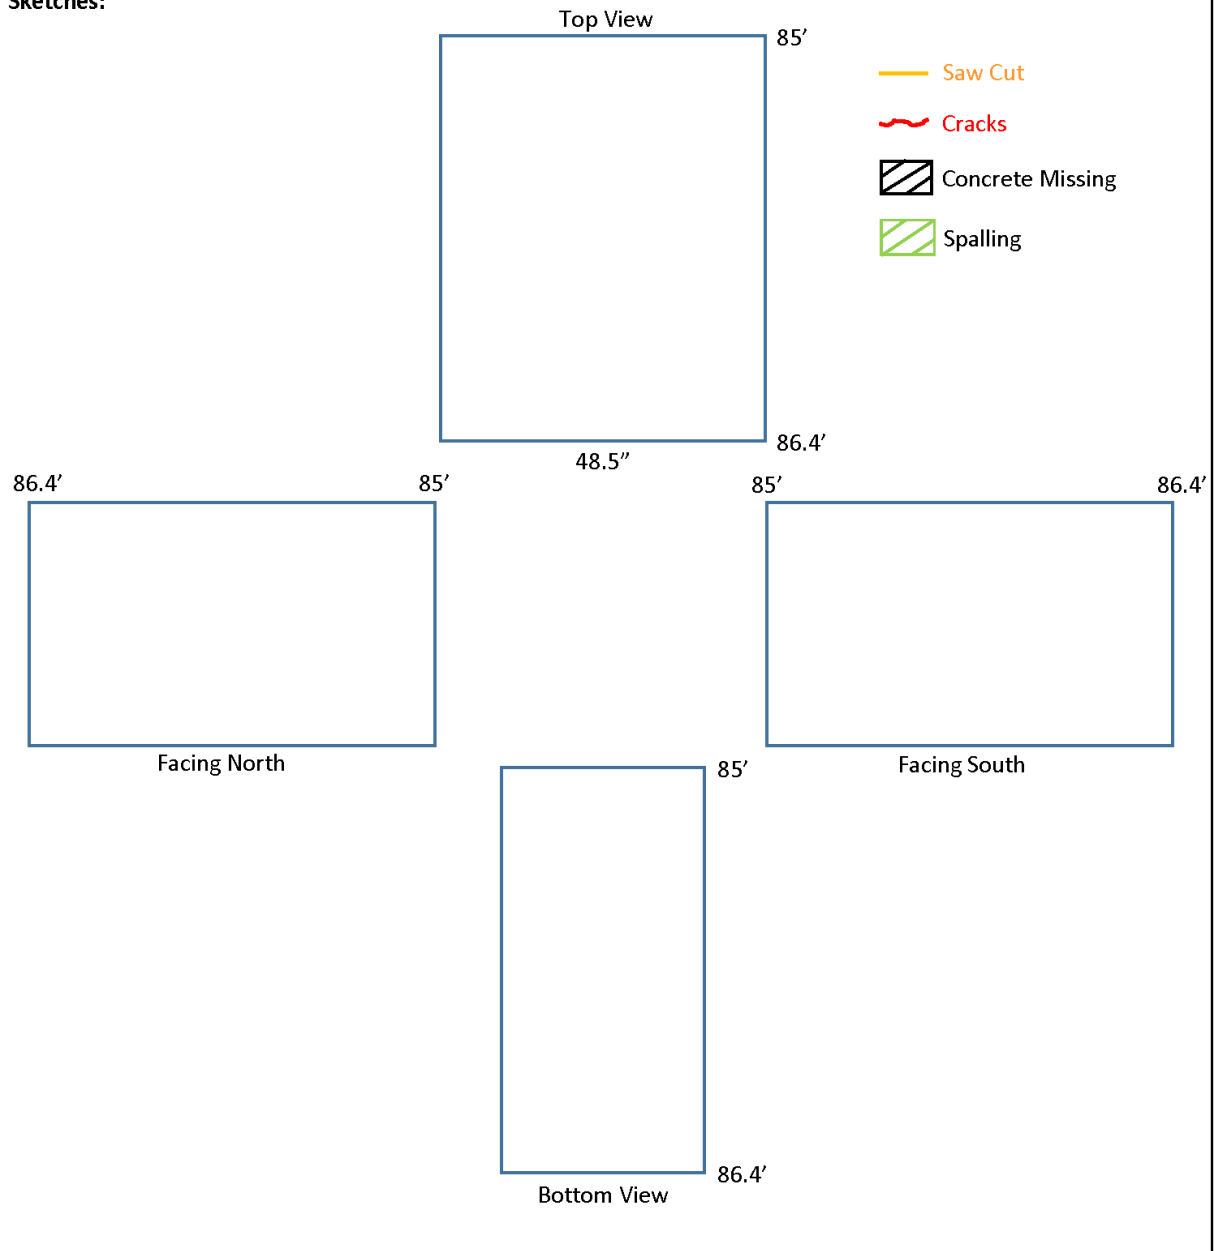 Sketches:
Top View
85′
Saw Cut
Cracks
Concrete Missing
Spalling
86.4′
48.5″
86.4′
85′
85′
86.4′
Facing North
Facing South
85′
86.4′
Bottom View